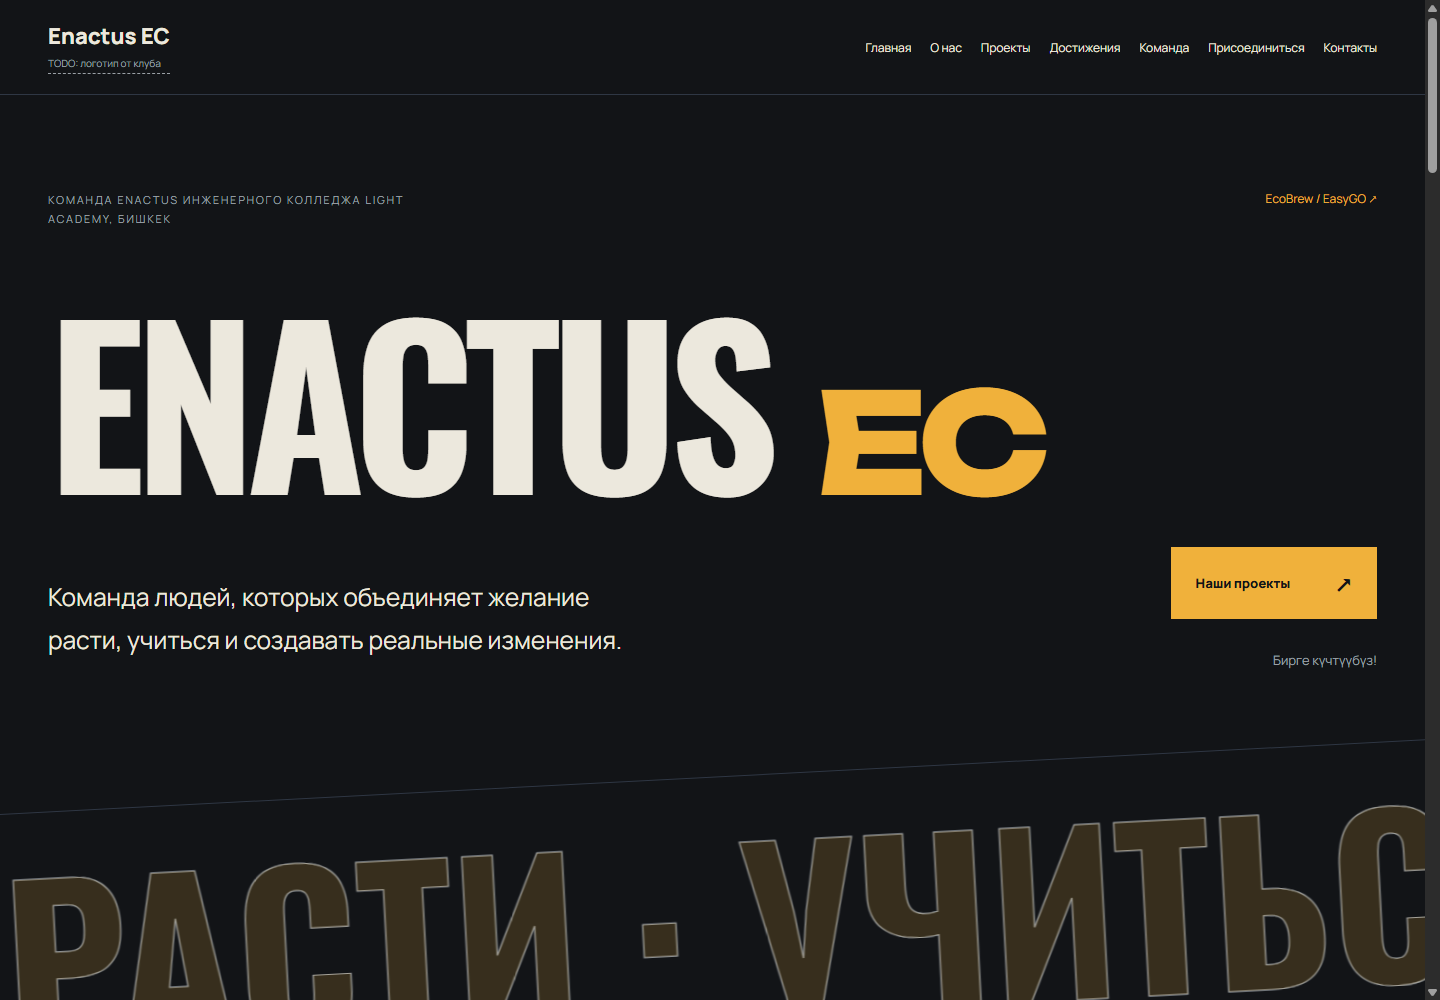 Enactus EC
TODO: логотип от клуба
Главная О нас Проекты Достижения Команда Присоединиться Контакты
КОМАНДА ENACTUS ИНЖЕНЕРНОГО КОЛЛЕДЖА LIGHT
ACADEMY, БИШКЕК
EcoBrew / EasyGO ↗
ENACTUS EC
Команда людей, которых объединяет желание
расти, учиться и создавать реальные изменения.
Наши проекты ↗
Бирге күчтүүбүз!
РАСТИ · УЧИТЬС